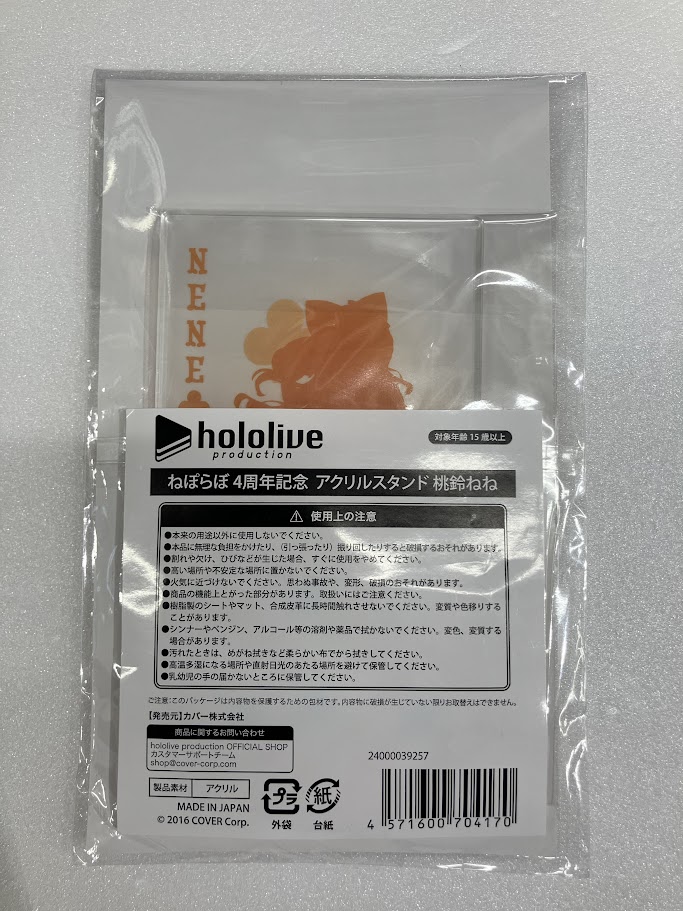 NENE
hololive
production
対象年齢 15 歳以上
ねぽらぼ 4周年記念 アクリルスタンド 桃鈴ねね
使用上の注意
●本来の用途以外に使用しないでください。
●本品に無理な負担をかけたり、(引っ張ったり) 振り回したりすると破損するおそれがあります。
●割れや欠け、ひびなどが生じた場合、すぐに使用をやめてください。
●高い場所や不安定な場所に置かないでください。
●火気に近づけないでください。思わぬ事故や、変形、破損のおそれがあります。
●商品の機能上とがった部分があります。取扱いにはご注意ください。
●樹脂製のシートやマット、合成皮革に長時間触れさせないでください。変質や色移りする
ことがあります。
●シンナーやベンジン、アルコール等の溶剤や薬品で拭かないでください。変色、変質する
場合があります。
●汚れたときは、めがね拭きなど柔らかい布でから拭きしてください。
●高温多湿になる場所や直射日光のあたる場所を避けて保管してください。
●乳幼児の手の届かないところに保管してください。
ご注意:このパッケージは内容物を保護するための包材です。内容物に破損が生じていない限りお取替えはできません。
【発売元】カバー株式会社
商品に関するお問い合わせ
hololive production OFFICIAL SHOP
カスタマーサポートチーム
shop@cover-corp.com
24000039257
製品素材 アクリル
MADE IN JAPAN
© 2016 COVER Corp.
プラ
外袋
紙
台紙
4 571600 704170